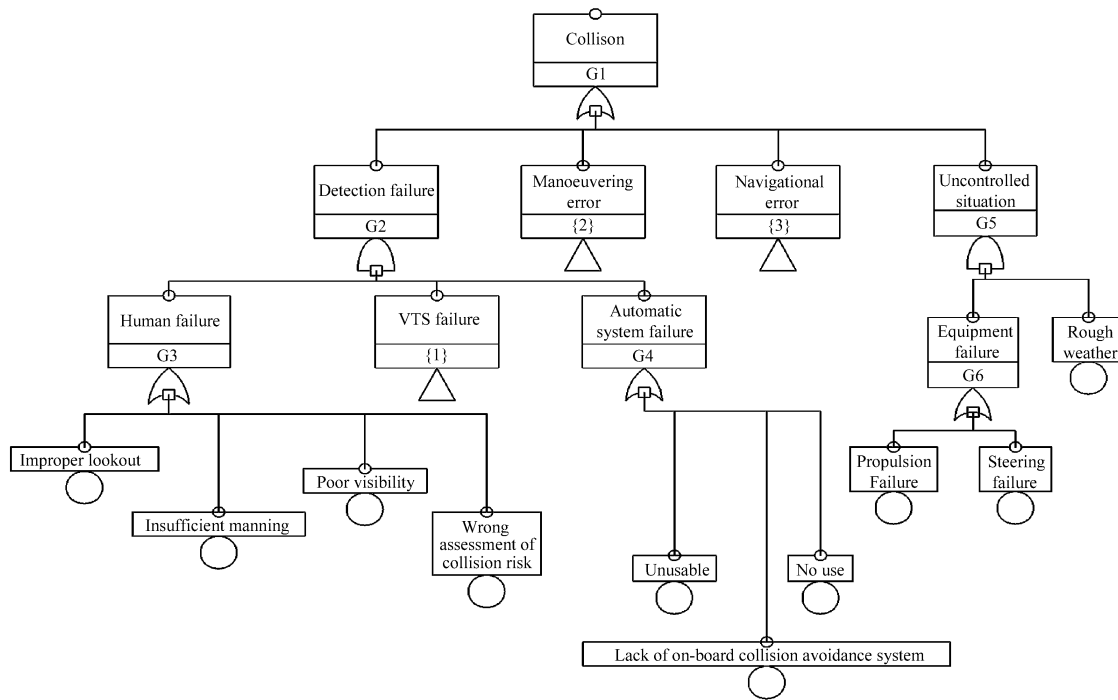 Collison
G1
Detection failure
G2
Manoeuvering
error
{2}
Navigational
error
{3}
Uncontrolled
situation
G5
Human failure
G3
VTS failure
{1}
Automatic
system failure
G4
Equipment
failure
G6
Rough
weather
Improper lookout
Insufficient manning
Poor visibility
Wrong
assessment of
collision risk
Unusable
No use
Lack of on-board collision avoidance system
Propulsion
Failure
Steering
failure